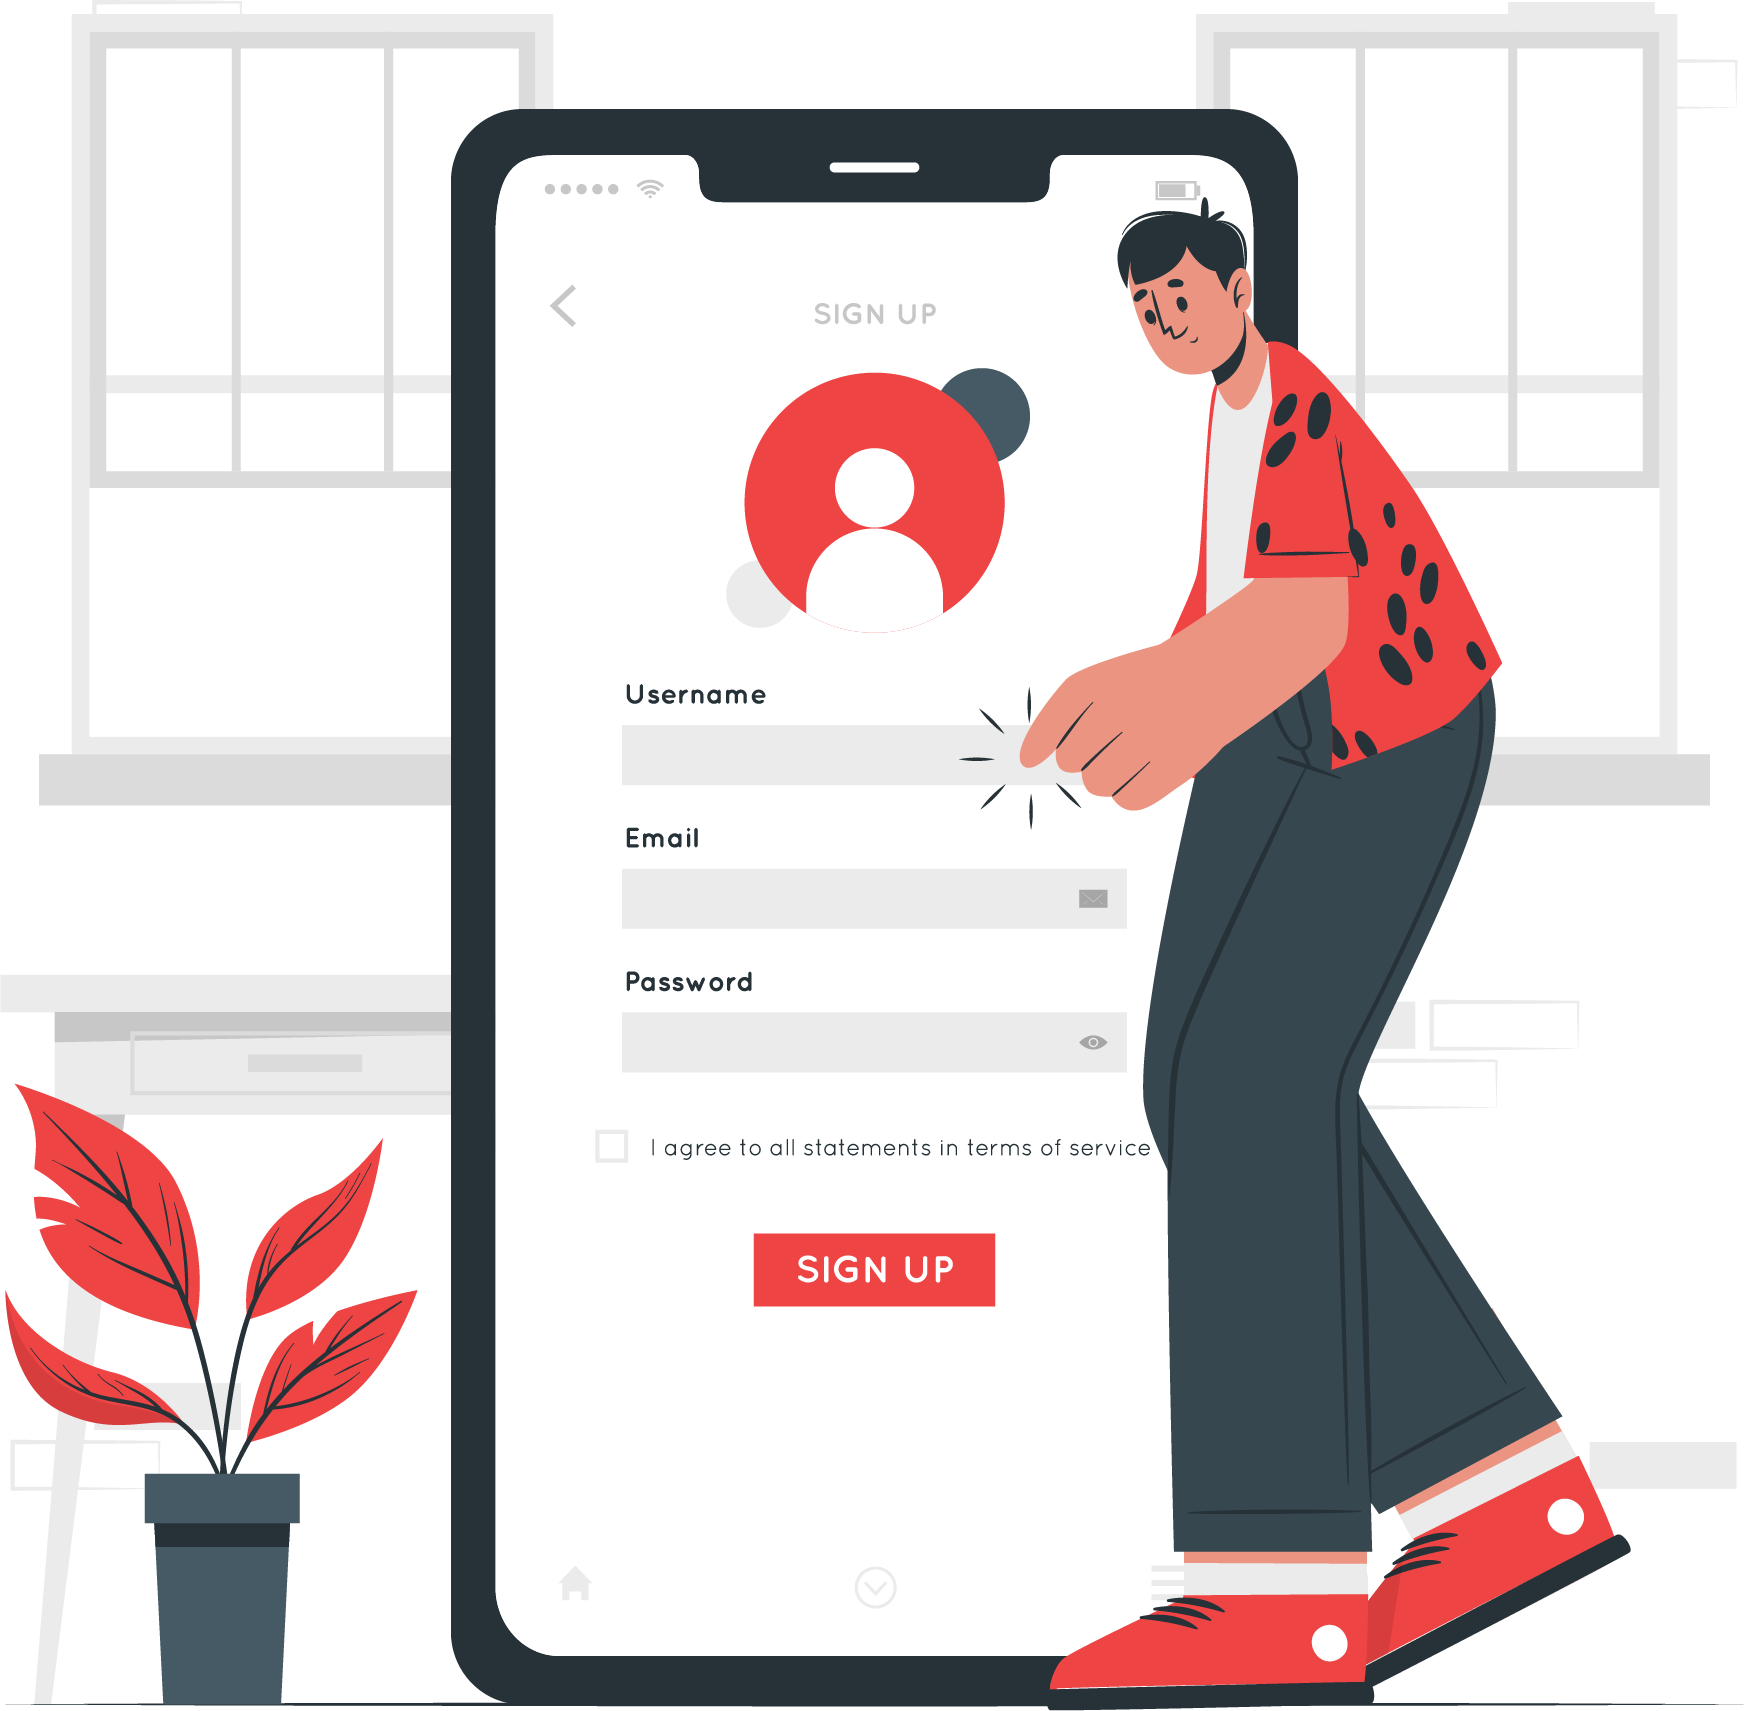 SIGN UP
Username
Email
Password
I agree to all statements in terms of service
SIGN UP